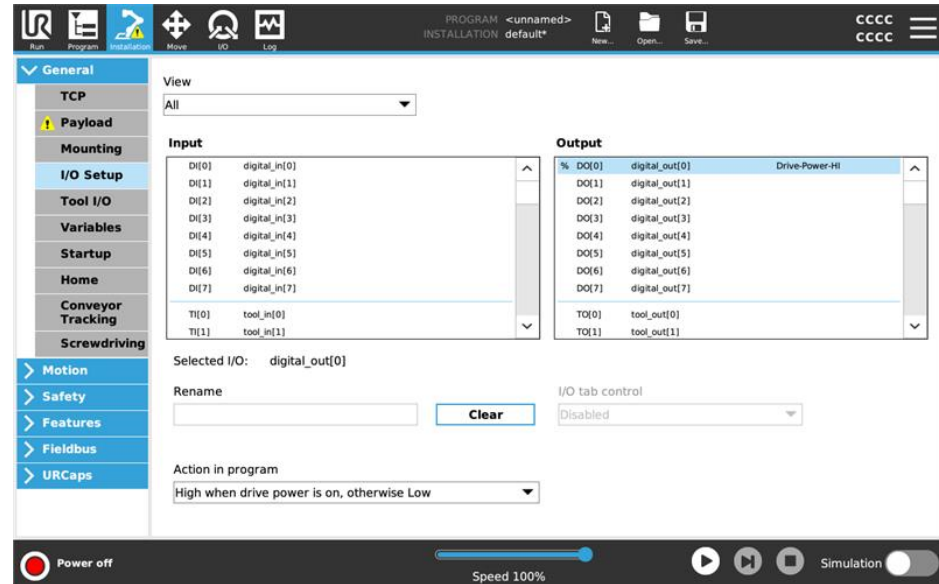 PROGRAM <unnamed>
INSTALLATION default*
CCCC
CCCC
UR
Run
Program
Installation
Move
I/O
Log
New...
Open...
Save...
General
TCP
Payload
Mounting
I/O Setup
Tool I/O
Variables
Startup
Home
Conveyor
Tracking
Screwdriving
Motion
Safety
Features
Fieldbus
URCaps
View
All
Input
DI[0] digital_in[0]
DI[1] digital_in[1]
DI[2] digital_in[2]
DI[3] digital_in[3]
DI[4] digital_in[4]
DI[5] digital_in[5]
DI[6] digital_in[6]
DI[7] digital_in[7]
TI[0] tool_in[0]
TI[1] tool_in[1]
Output
% DO[0] digital_out[0] Drive-Power-HI
DO[1] digital_out[1]
DO[2] digital_out[2]
DO[3] digital_out[3]
DO[4] digital_out[4]
DO[5] digital_out[5]
DO[6] digital_out[6]
DO[7] digital_out[7]
TO[0] tool_out[0]
TO[1] tool_out[1]
Selected I/O: digital_out[0]
Rename
Clear
I/O tab control
Disabled
Action in program
High when drive power is on, otherwise Low
Power off
Speed 100%
Simulation